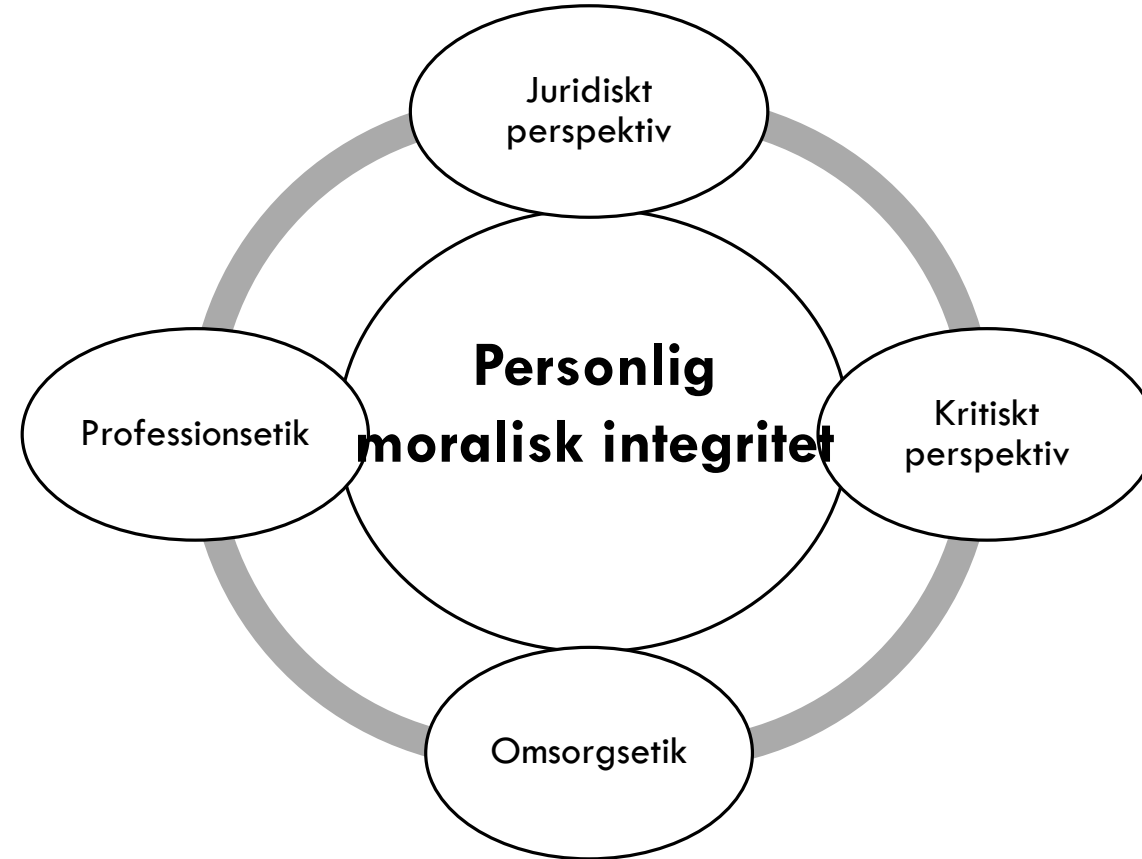 Juridiskt
perspektiv
Personlig
moralisk integritet
Professionsetik
Kritiskt
perspektiv
Omsorgsetik